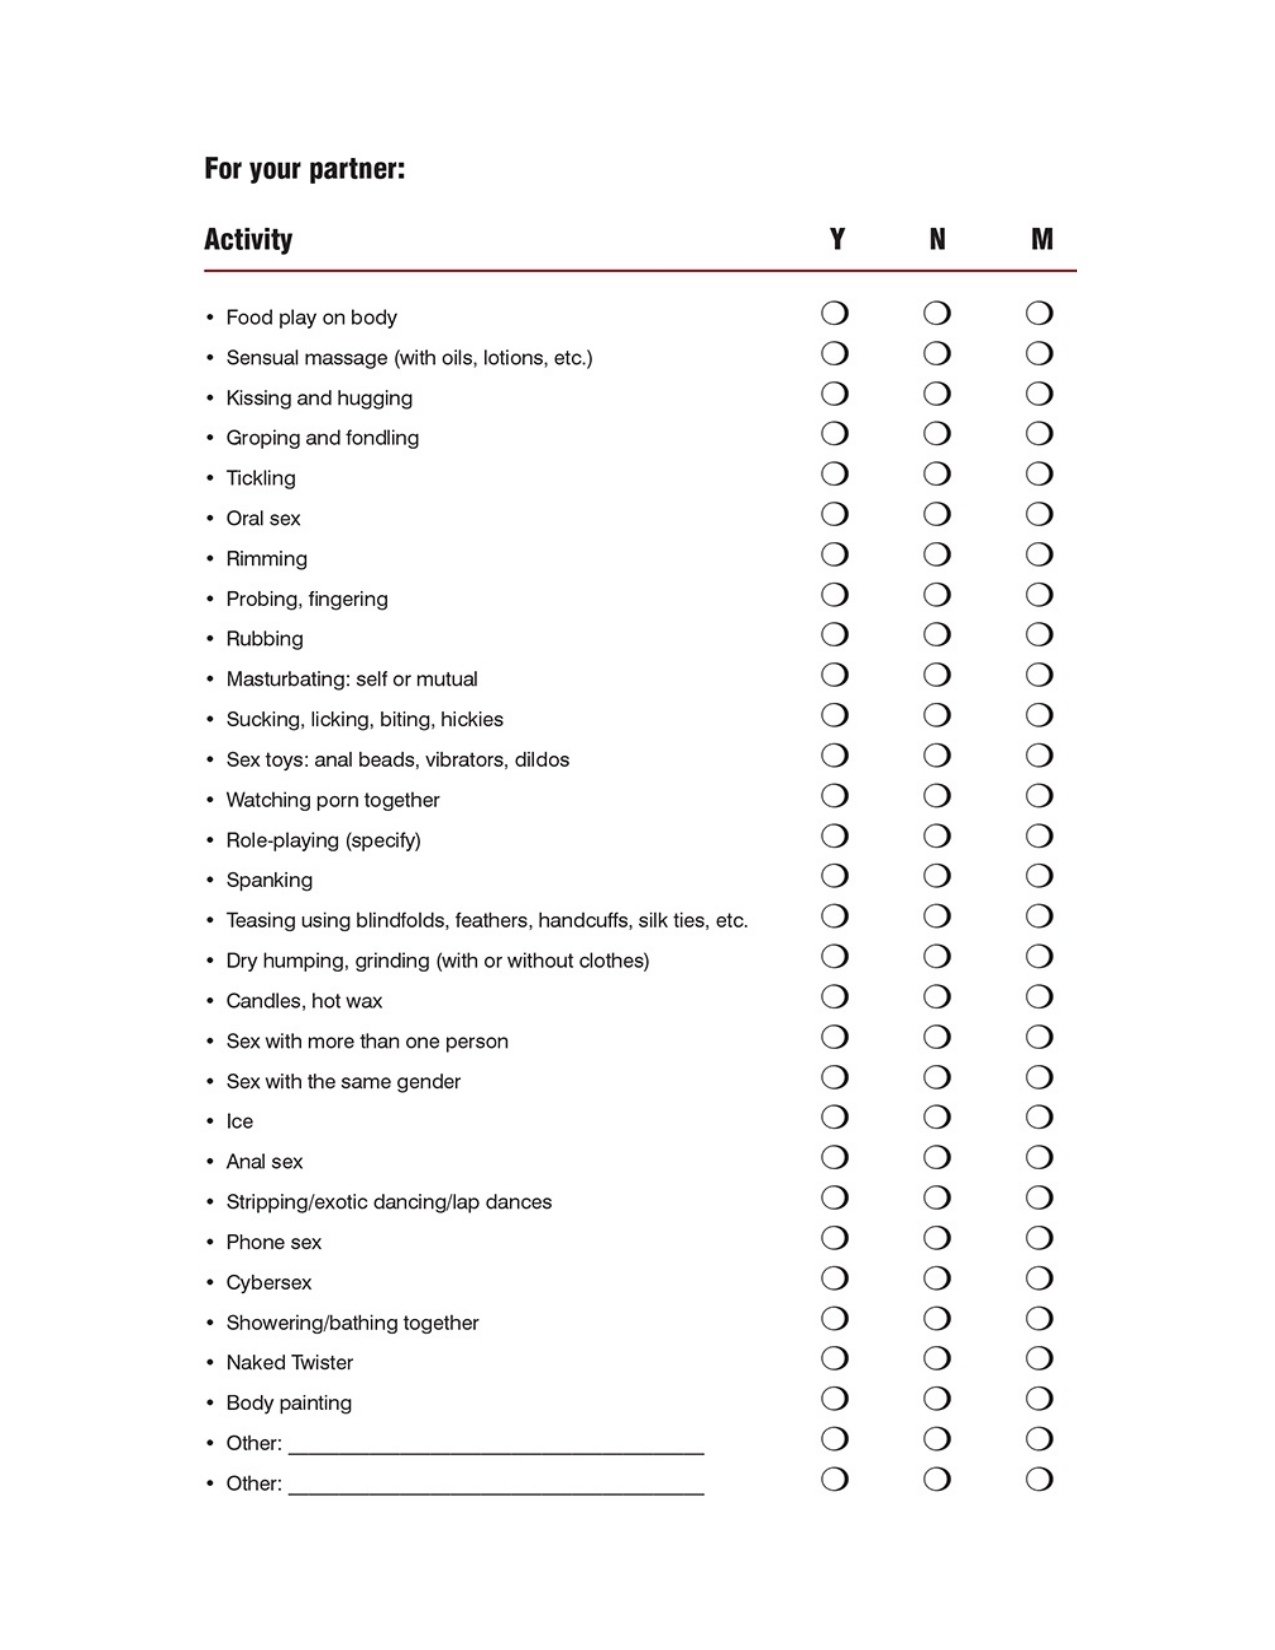 For your partner:
Activity Y N M
• Food play on body
• Sensual massage (with oils, lotions, etc.)
• Kissing and hugging
• Groping and fondling
• Tickling
• Oral sex
• Rimming
• Probing, fingering
• Rubbing
• Masturbating: self or mutual
• Sucking, licking, biting, hickies
• Sex toys: anal beads, vibrators, dildos
• Watching porn together
• Role-playing (specify)
• Spanking
• Teasing using blindfolds, feathers, handcuffs, silk ties, etc.
• Dry humping, grinding (with or without clothes)
• Candles, hot wax
• Sex with more than one person
• Sex with the same gender
• Ice
• Anal sex
• Stripping/exotic dancing/lap dances
• Phone sex
• Cybersex
• Showering/bathing together
• Naked Twister
• Body painting
• Other: ______________________________________
• Other: ______________________________________